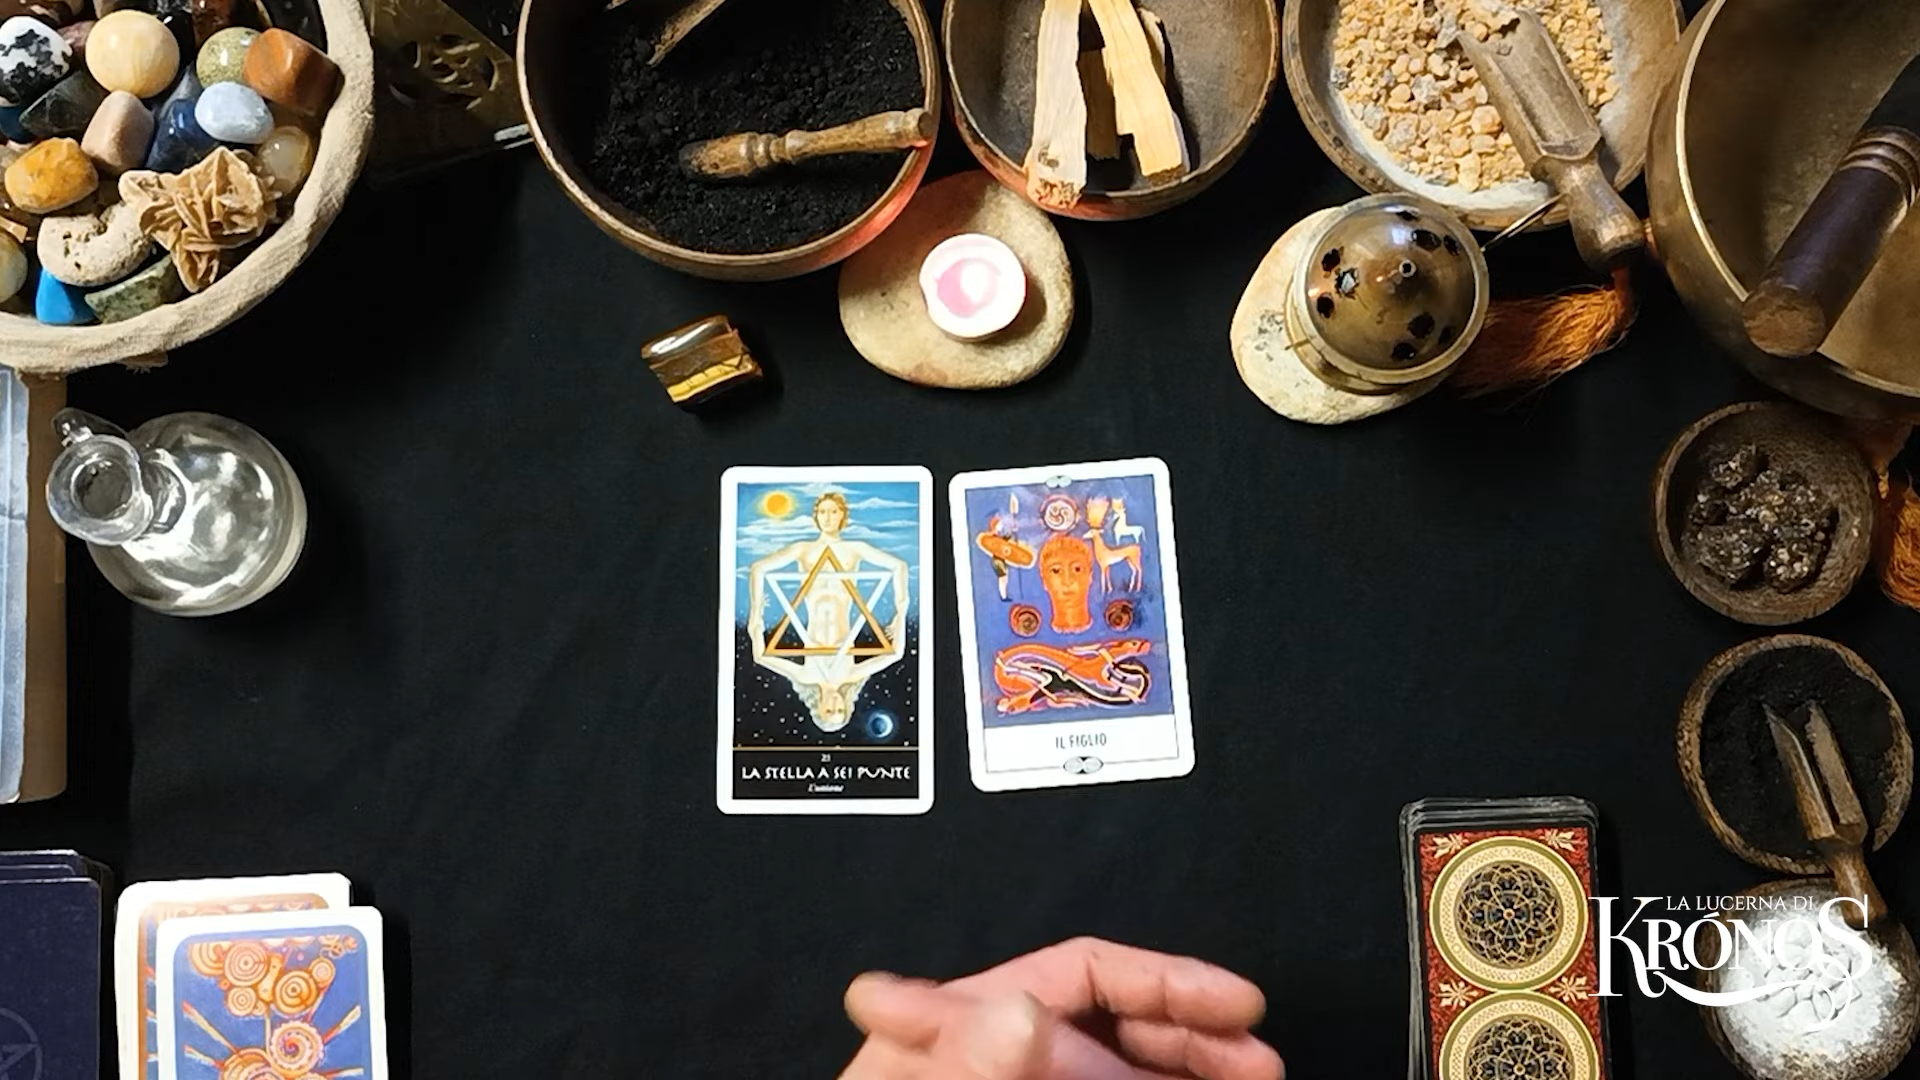 21
LA STELLA A SEI PUNTE
L'unione
IL FIGLIO
LA LUCERNA DI
KRÓNOS